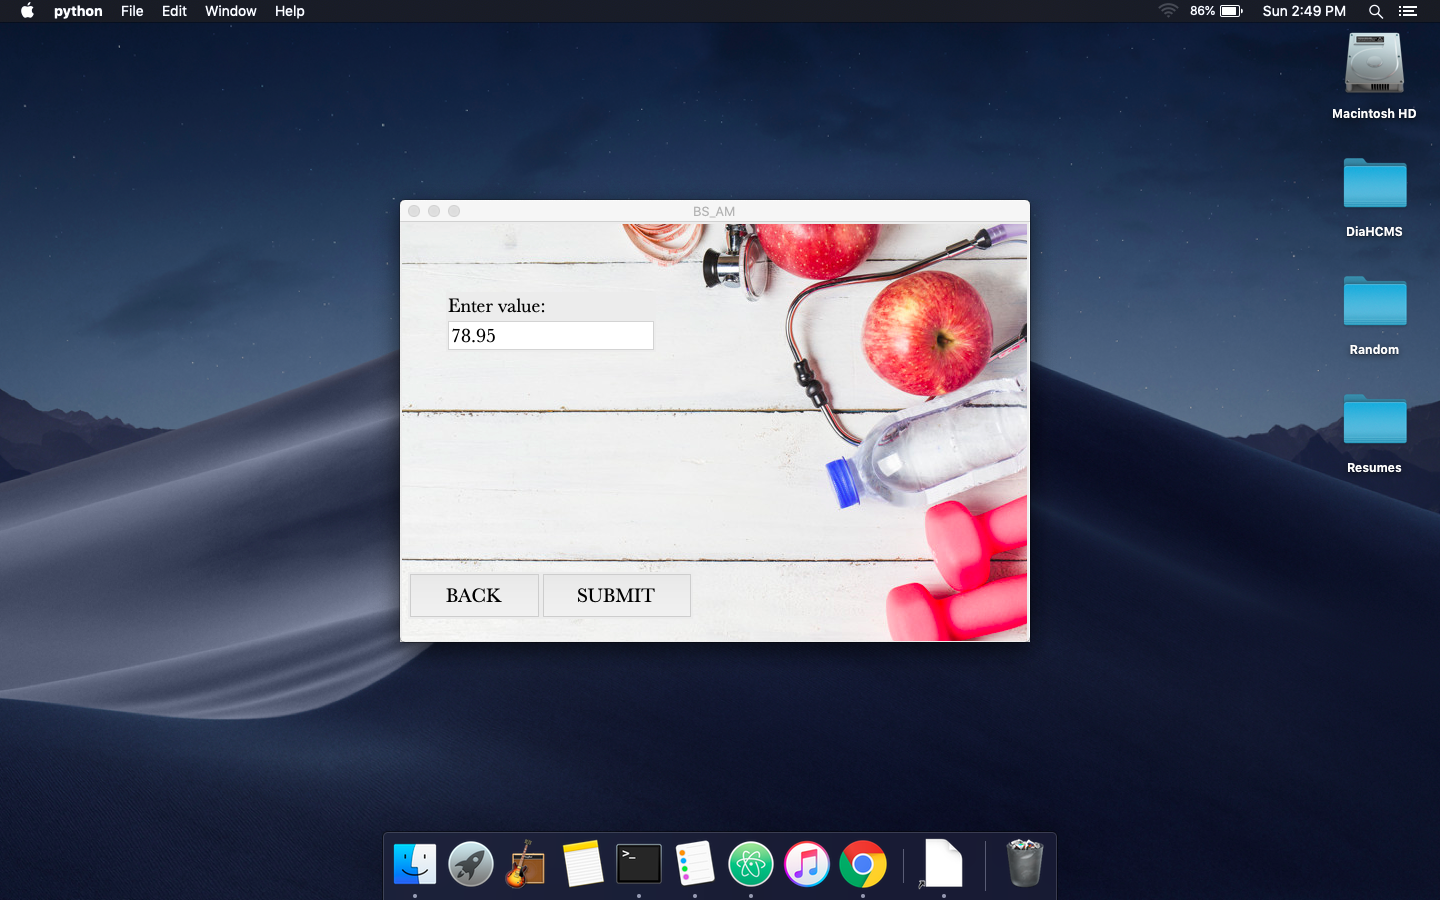 python File Edit Window Help 86% Sun 2:49 PM
Macintosh HD
DiaHCMS
Random
Resumes
BS_AM
Enter value:
78.95
BACK SUBMIT
>_